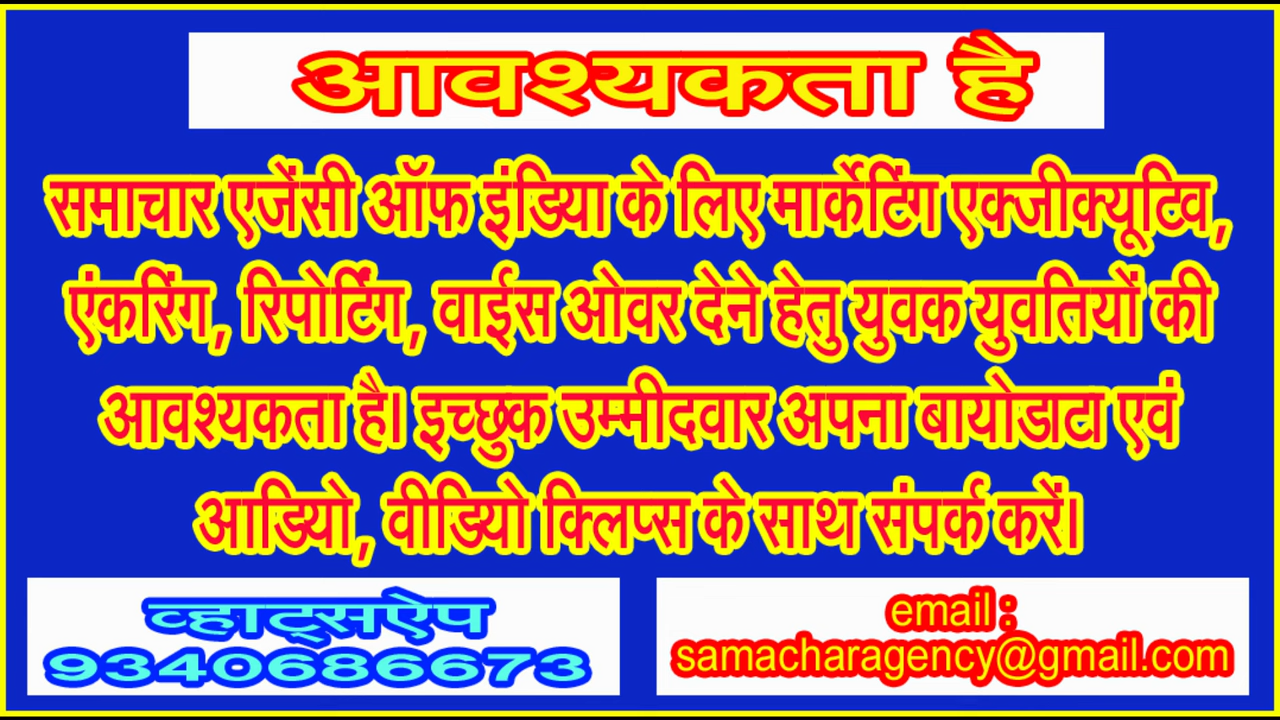 आवश्यकता है
समाचार एजेंसी ऑफ इंडिया के लिए मार्केटिंग एक्जीक्यूटिव,
एंकरिंग, रिपोर्टिंग, वाईस ओवर देने हेतु युवक युवतियों की
आवश्यकता है। इच्छुक उम्मीदवार अपना बायोडाटा एवं
आडियो, वीडियो क्लिप्स के साथ संपर्क करें।
व्हाट्सऐप
9340686673
email :
samacharagency@gmail.com